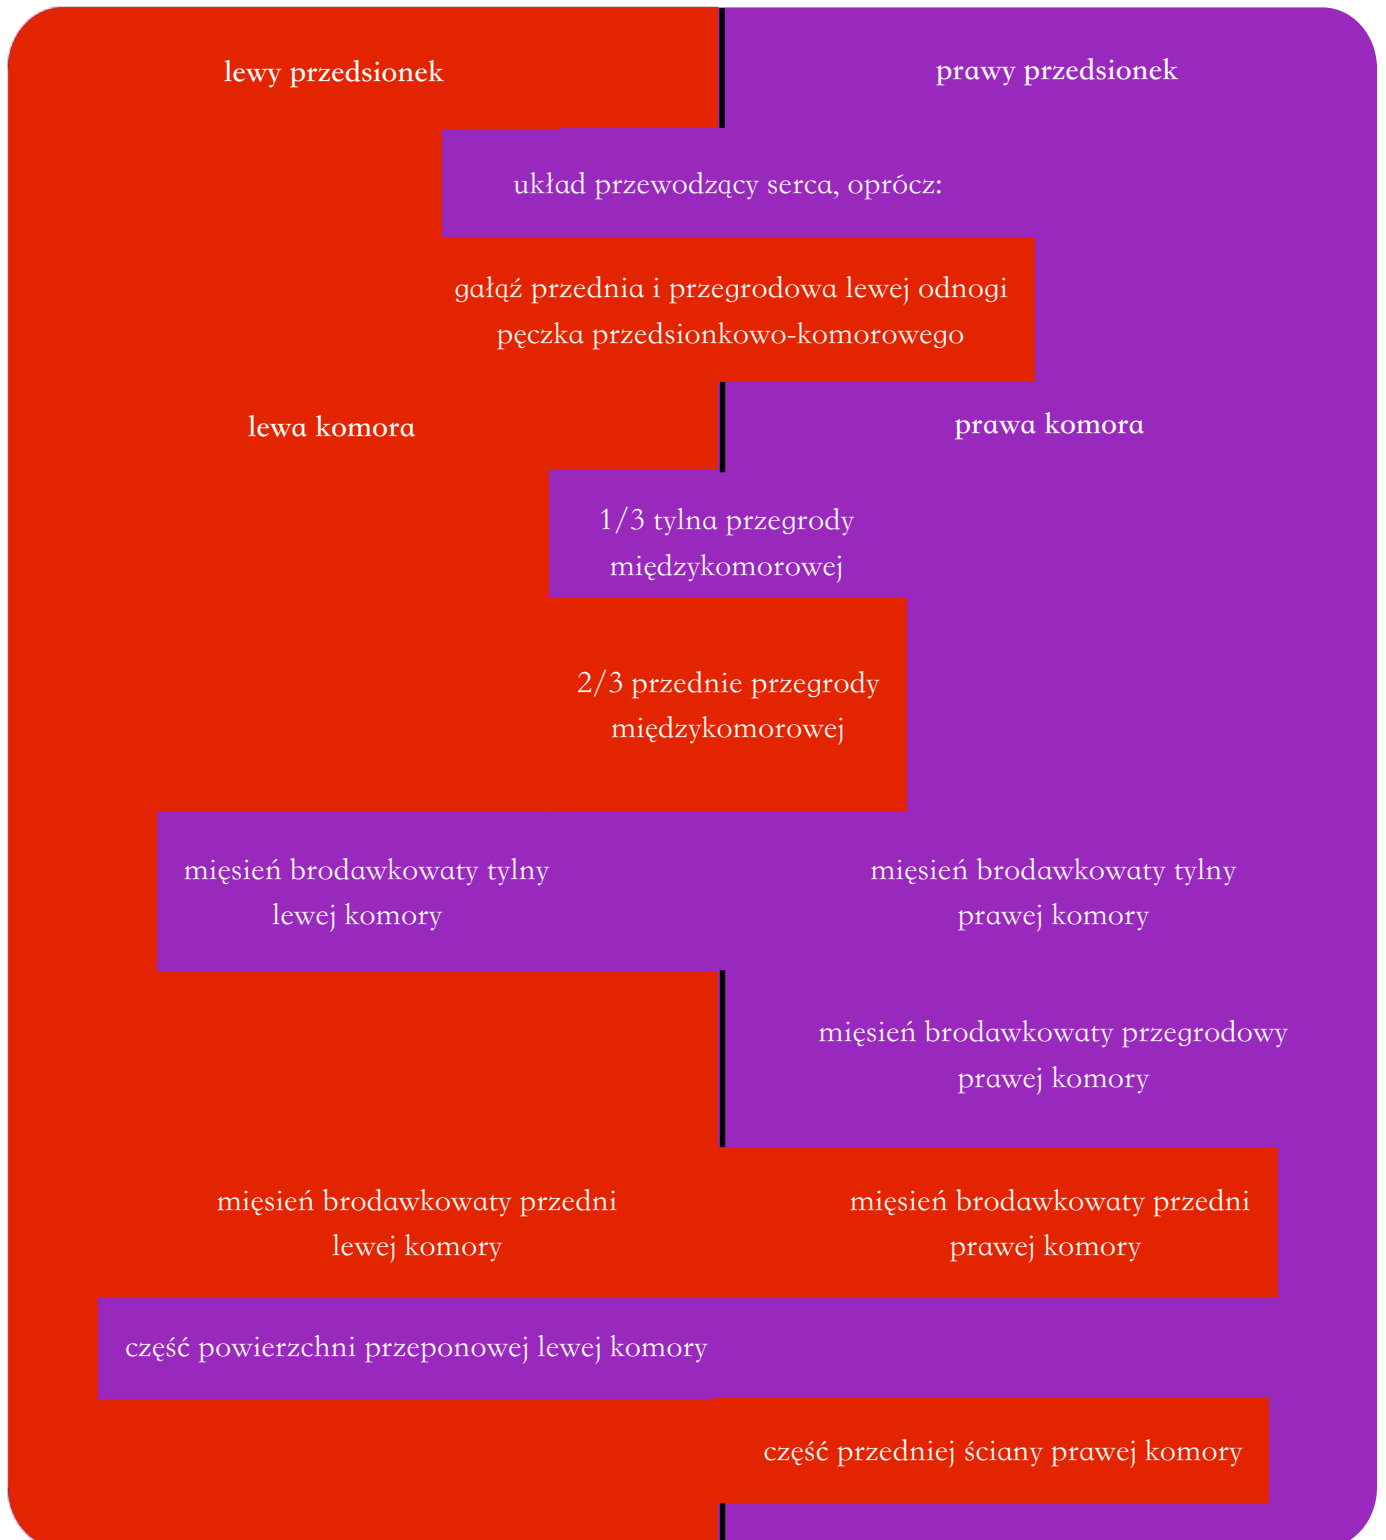 lewy przedsionek
prawy przedsionek
układ przewodzący serca, oprócz:
gałąź przednia i przegrodowa lewej odnogi
pęczka przedsionkowo-komorowego
lewa komora
prawa komora
1/3 tylna przegrody
międzykomorowej
2/3 przednie przegrody
międzykomorowej
mięsień brodawkowaty tylny
lewej komory
mięsień brodawkowaty tylny
prawej komory
mięsień brodawkowaty przegrodowy
prawej komory
mięsień brodawkowaty przedni
lewej komory
mięsień brodawkowaty przedni
prawej komory
część powierzchni przeponowej lewej komory
część przedniej ściany prawej komory